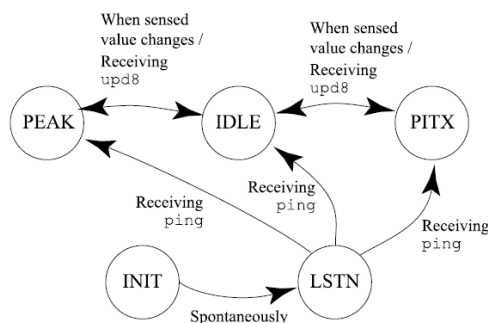 When sensed
value changes /
Receiving
upd8
When sensed
value changes /
Receiving
upd8
PEAK
IDLE
PITX
Receiving
ping
Receiving
ping
Receiving
ping
INIT
LSTN
Spontaneously